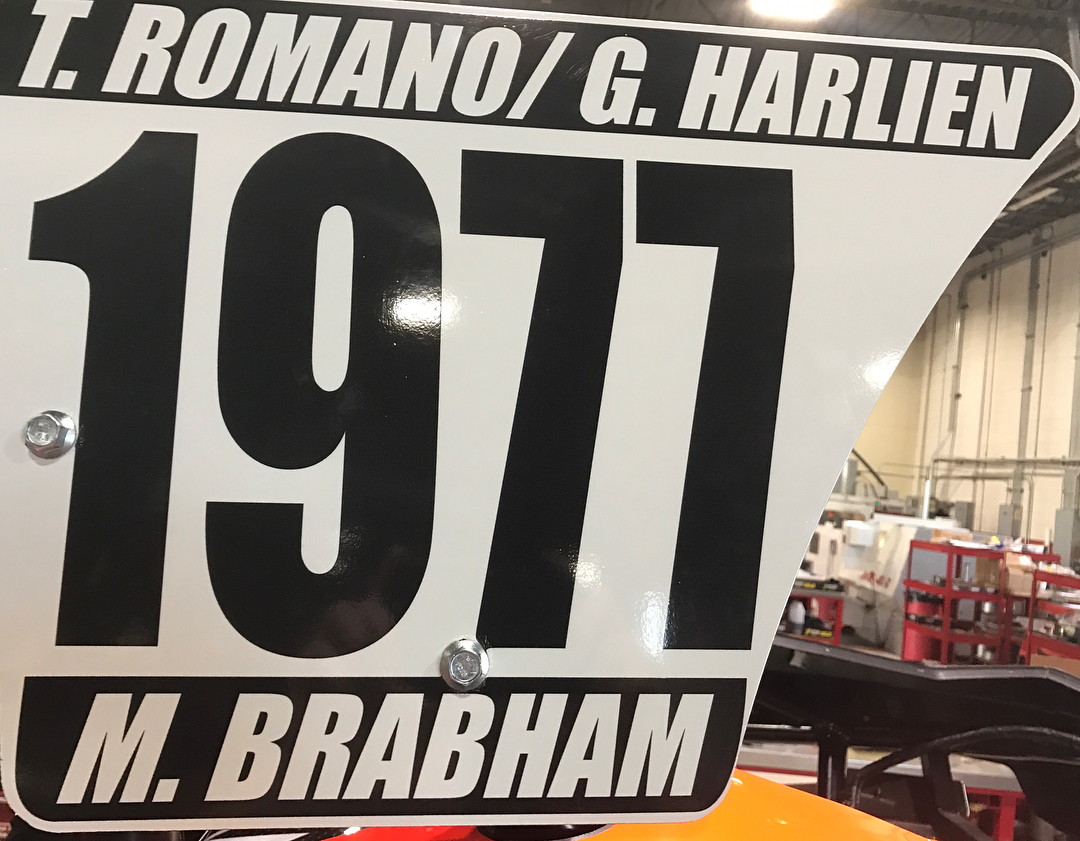 T. ROMANO/ G. HARLIEN
1977
M. BRABHAM